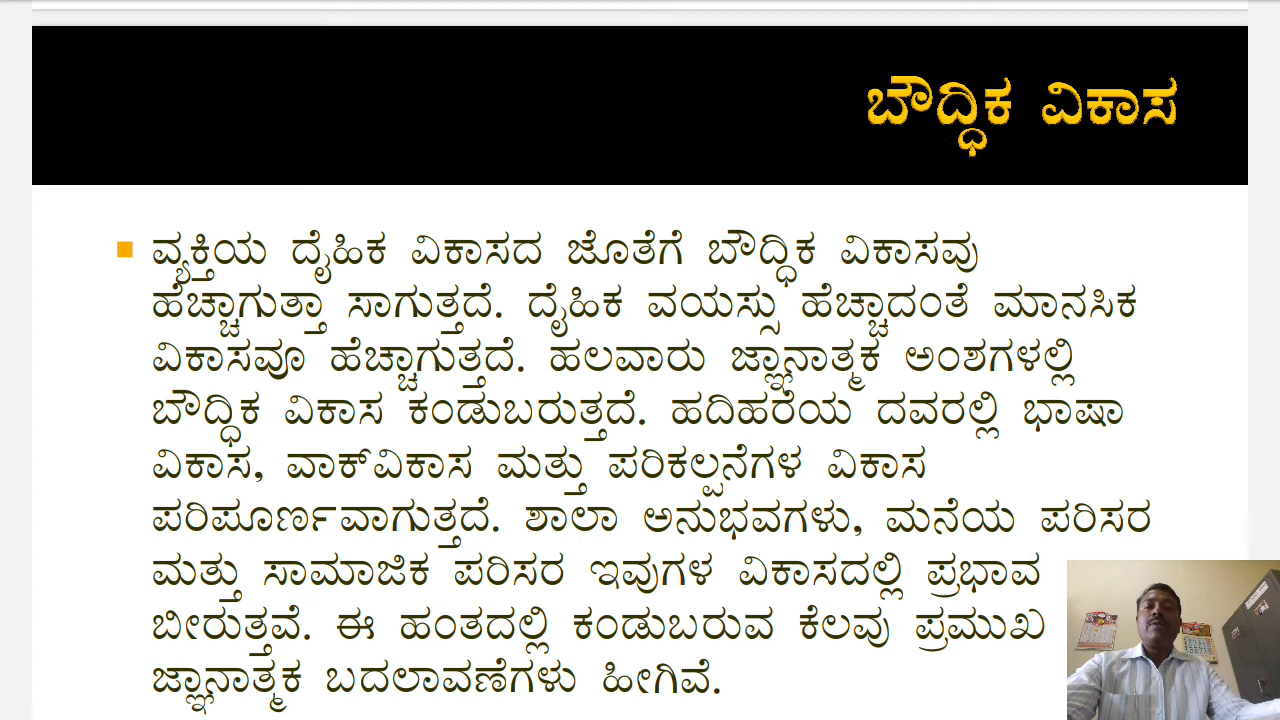 ಬೌದ್ಧಿಕ ವಿಕಾಸ
ವ್ಯಕ್ತಿಯ ದೈಹಿಕ ವಿಕಾಸದ ಜೊತೆಗೆ ಬೌದ್ಧಿಕ ವಿಕಾಸವು
ಹೆಚ್ಚಾಗುತ್ತಾ ಸಾಗುತ್ತದೆ. ದೈಹಿಕ ವಯಸ್ಸು ಹೆಚ್ಚಾದಂತೆ ಮಾನಸಿಕ
ವಿಕಾಸವೂ ಹೆಚ್ಚಾಗುತ್ತದೆ. ಹಲವಾರು ಜ್ಞಾನಾತ್ಮಕ ಅಂಶಗಳಲ್ಲಿ
ಬೌದ್ಧಿಕ ವಿಕಾಸ ಕಂಡುಬರುತ್ತದೆ. ಹದಿಹರೆಯ ದವರಲ್ಲಿ ಭಾಷಾ
ವಿಕಾಸ, ವಾಕ್‌ವಿಕಾಸ ಮತ್ತು ಪರಿಕಲ್ಪನೆಗಳ ವಿಕಾಸ
ಪರಿಪೂರ್ಣವಾಗುತ್ತದೆ. ಶಾಲಾ ಅನುಭವಗಳು, ಮನೆಯ ಪರಿಸರ
ಮತ್ತು ಸಾಮಾಜಿಕ ಪರಿಸರ ಇವುಗಳ ವಿಕಾಸದಲ್ಲಿ ಪ್ರಭಾವ
ಬೀರುತ್ತವೆ. ಈ ಹಂತದಲ್ಲಿ ಕಂಡುಬರುವ ಕೆಲವು ಪ್ರಮುಖ
ಜ್ಞಾನಾತ್ಮಕ ಬದಲಾವಣೆಗಳು ಹೀಗಿವೆ.